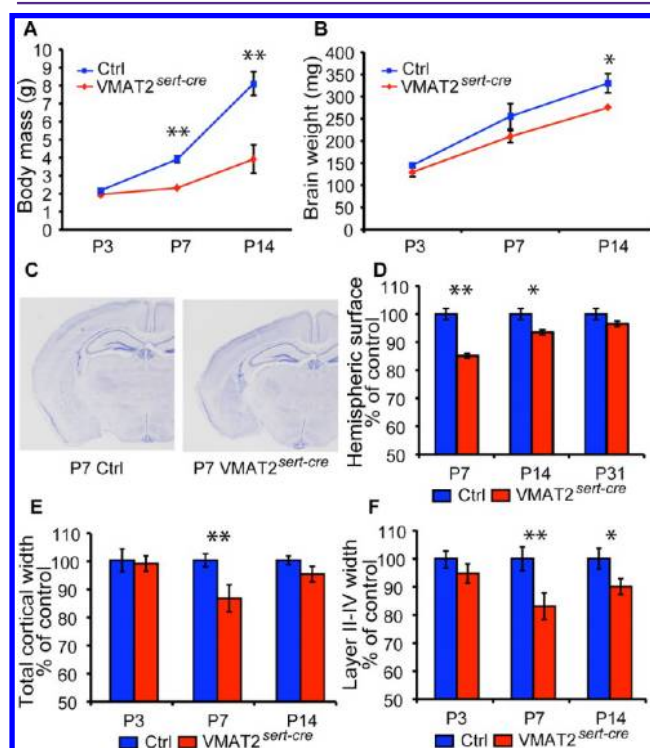 A
Ctrl
VMAT2sert-cre
**
**
Body mass (g)
10
9
8
7
6
5
4
3
2
1
0
P3 P7 P14
B
Ctrl
VMAT2sert-cre
*
Brain weight (mg)
400
350
300
250
200
150
100
50
0
P3 P7 P14
C
P7 Ctrl
P7 VMAT2sert-cre
D
** *
Hemispheric surface
% of control
110
100
90
80
70
60
50
P7 P14 P31
Ctrl VMAT2sert-cre
E
**
Total cortical width
% of control
110
100
90
80
70
60
50
P3 P7 P14
Ctrl VMAT2sert-cre
F
** *
Layer II-IV width
% of control
110
100
90
80
70
60
50
P3 P7 P14
Ctrl VMAT2sert-cre